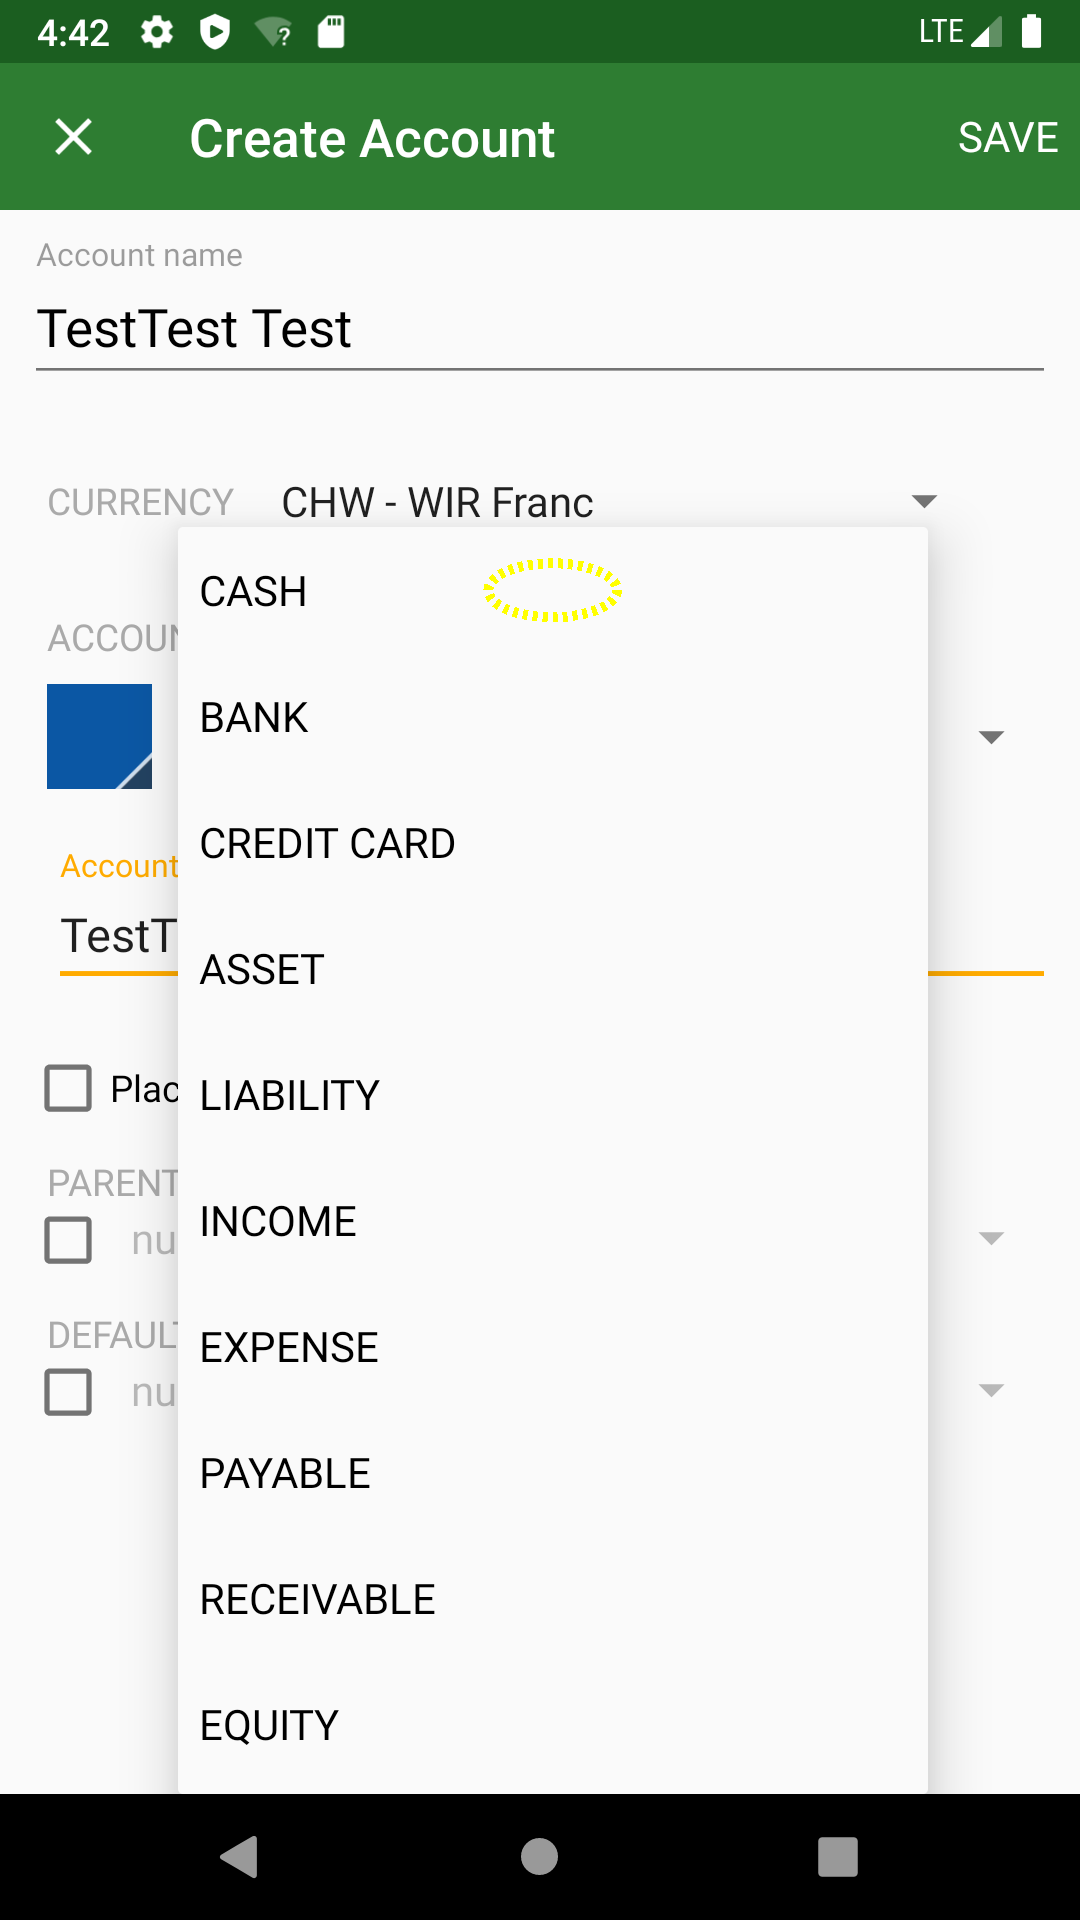 4:42 LTE
Create Account SAVE
Account name
TestTest Test
CURRENCY CHW - WIR Franc
CASH
ACCOUN
BANK
CREDIT CARD
Account
TestT
ASSET
Plac
LIABILITY
PARENT
INCOME
nu
DEFAULT
EXPENSE
nu
PAYABLE
RECEIVABLE
EQUITY